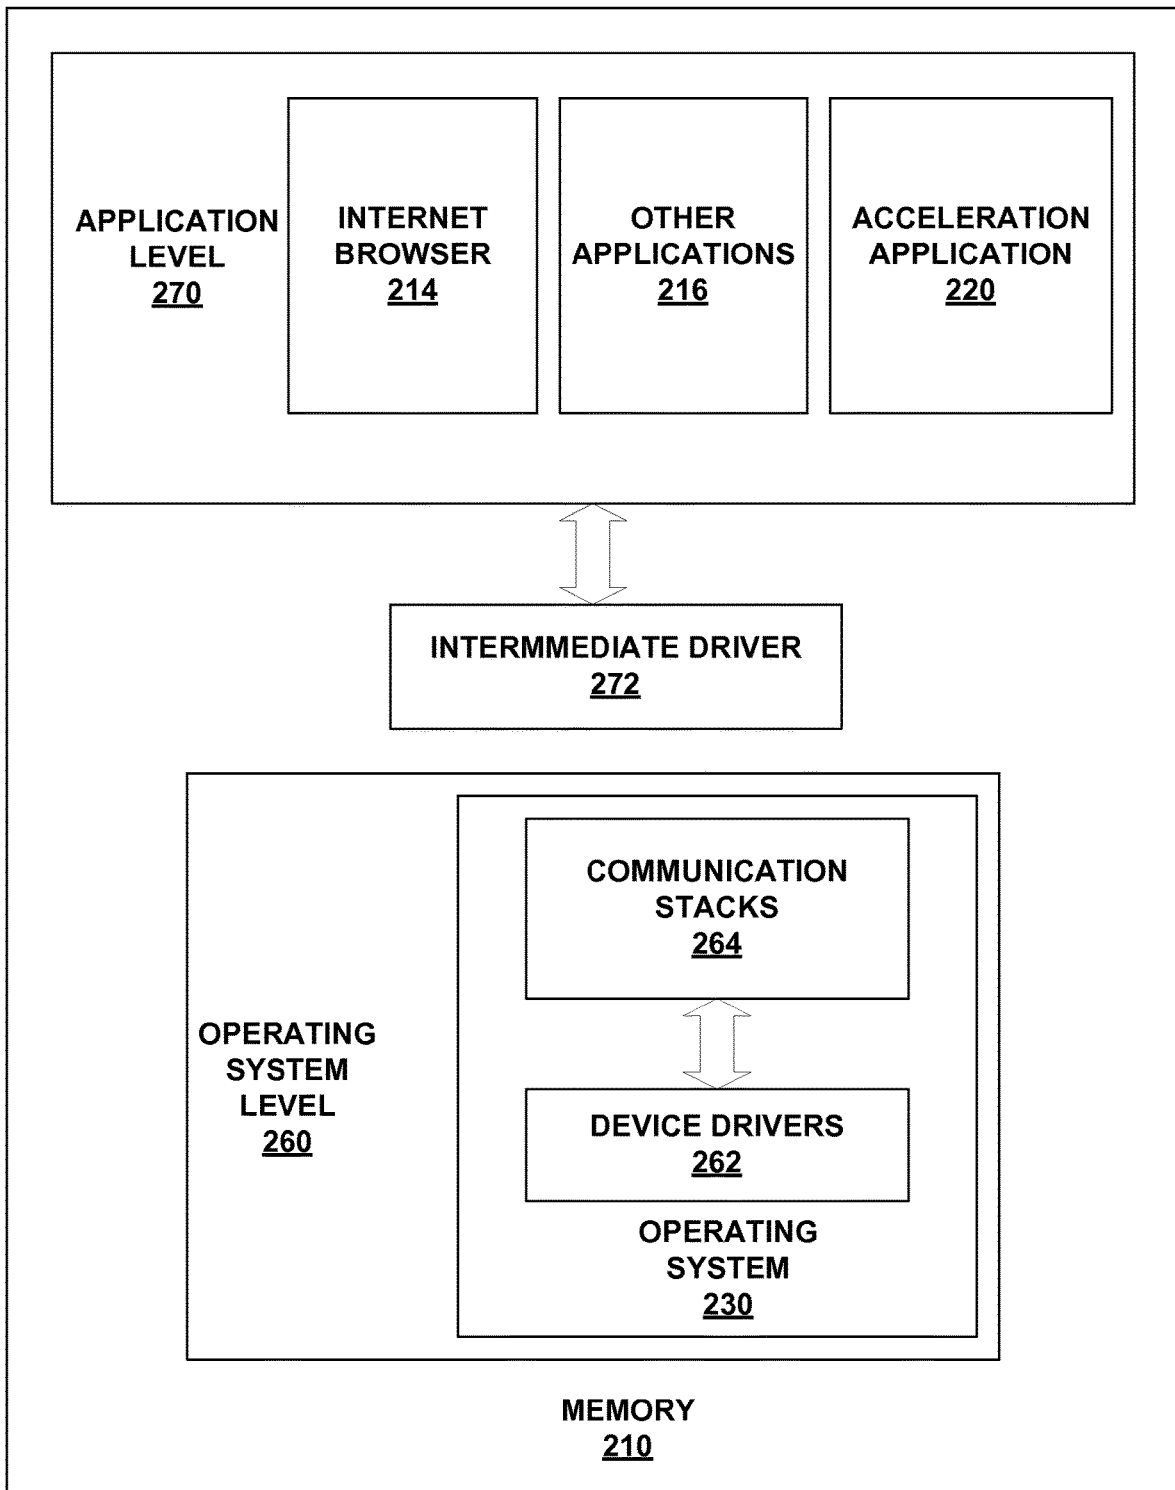 APPLICATION
LEVEL
270
INTERNET
BROWSER
214
OTHER
APPLICATIONS
216
ACCELERATION
APPLICATION
220
INTERMMEDIATE DRIVER
272
COMMUNICATION
STACKS
264
OPERATING
SYSTEM
LEVEL
260
DEVICE DRIVERS
262
OPERATING
SYSTEM
230
MEMORY
210